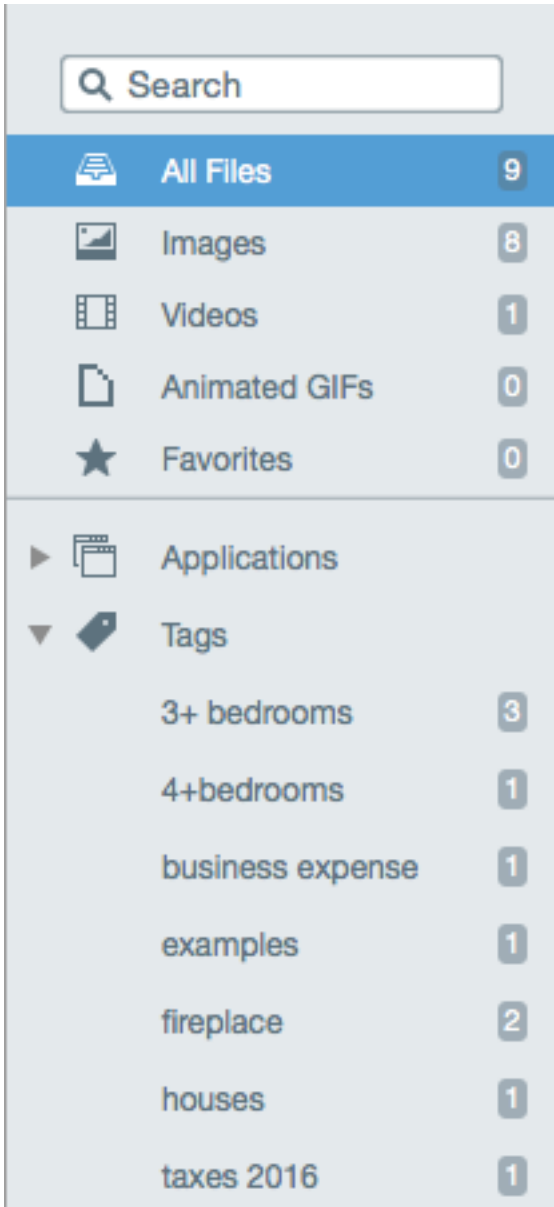 Search
All Files 9
Images 8
Videos 1
Animated GIFs 0
Favorites 0
Applications
Tags
3+ bedrooms 3
4+bedrooms 1
business expense 1
examples 1
fireplace 2
houses 1
taxes 2016 1